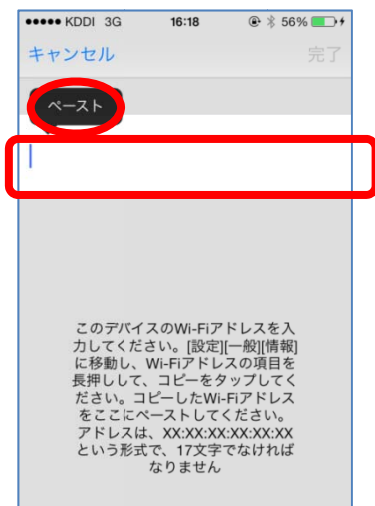 ●●●●● KDDI 3G 16:18 56%
キャンセル 完了
ペースト
このデバイスのWi-Fiアドレスを入
力してください。[設定][一般][情報]
に移動し、Wi-Fiアドレスの項目を
長押しして、コピーをタップしてく
ださい。コピーしたWi-Fiアドレス
をここにペーストしてください。
アドレスは、XX:XX:XX:XX:XX:XX
という形式で、17文字でなければ
なりません